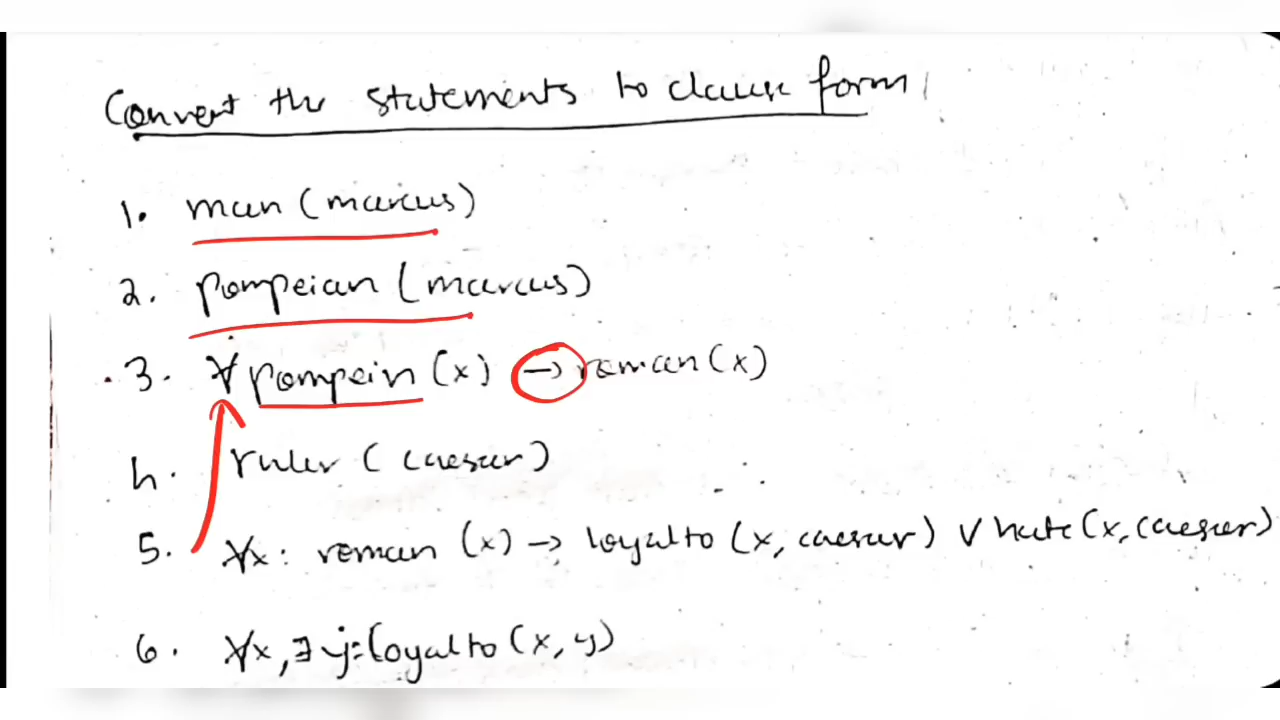 Convert the statements to clause form
1. man (marcus)
2. pompeian (marcus)
3. ∀ pompein (x) → roman (x)
4. ruler ( caesar)
5. ∀x: roman (x) → loyalto (x, caesar) ∨ hate (x, caesar)
6. ∀x, ∃ y: loyalto (x, y)